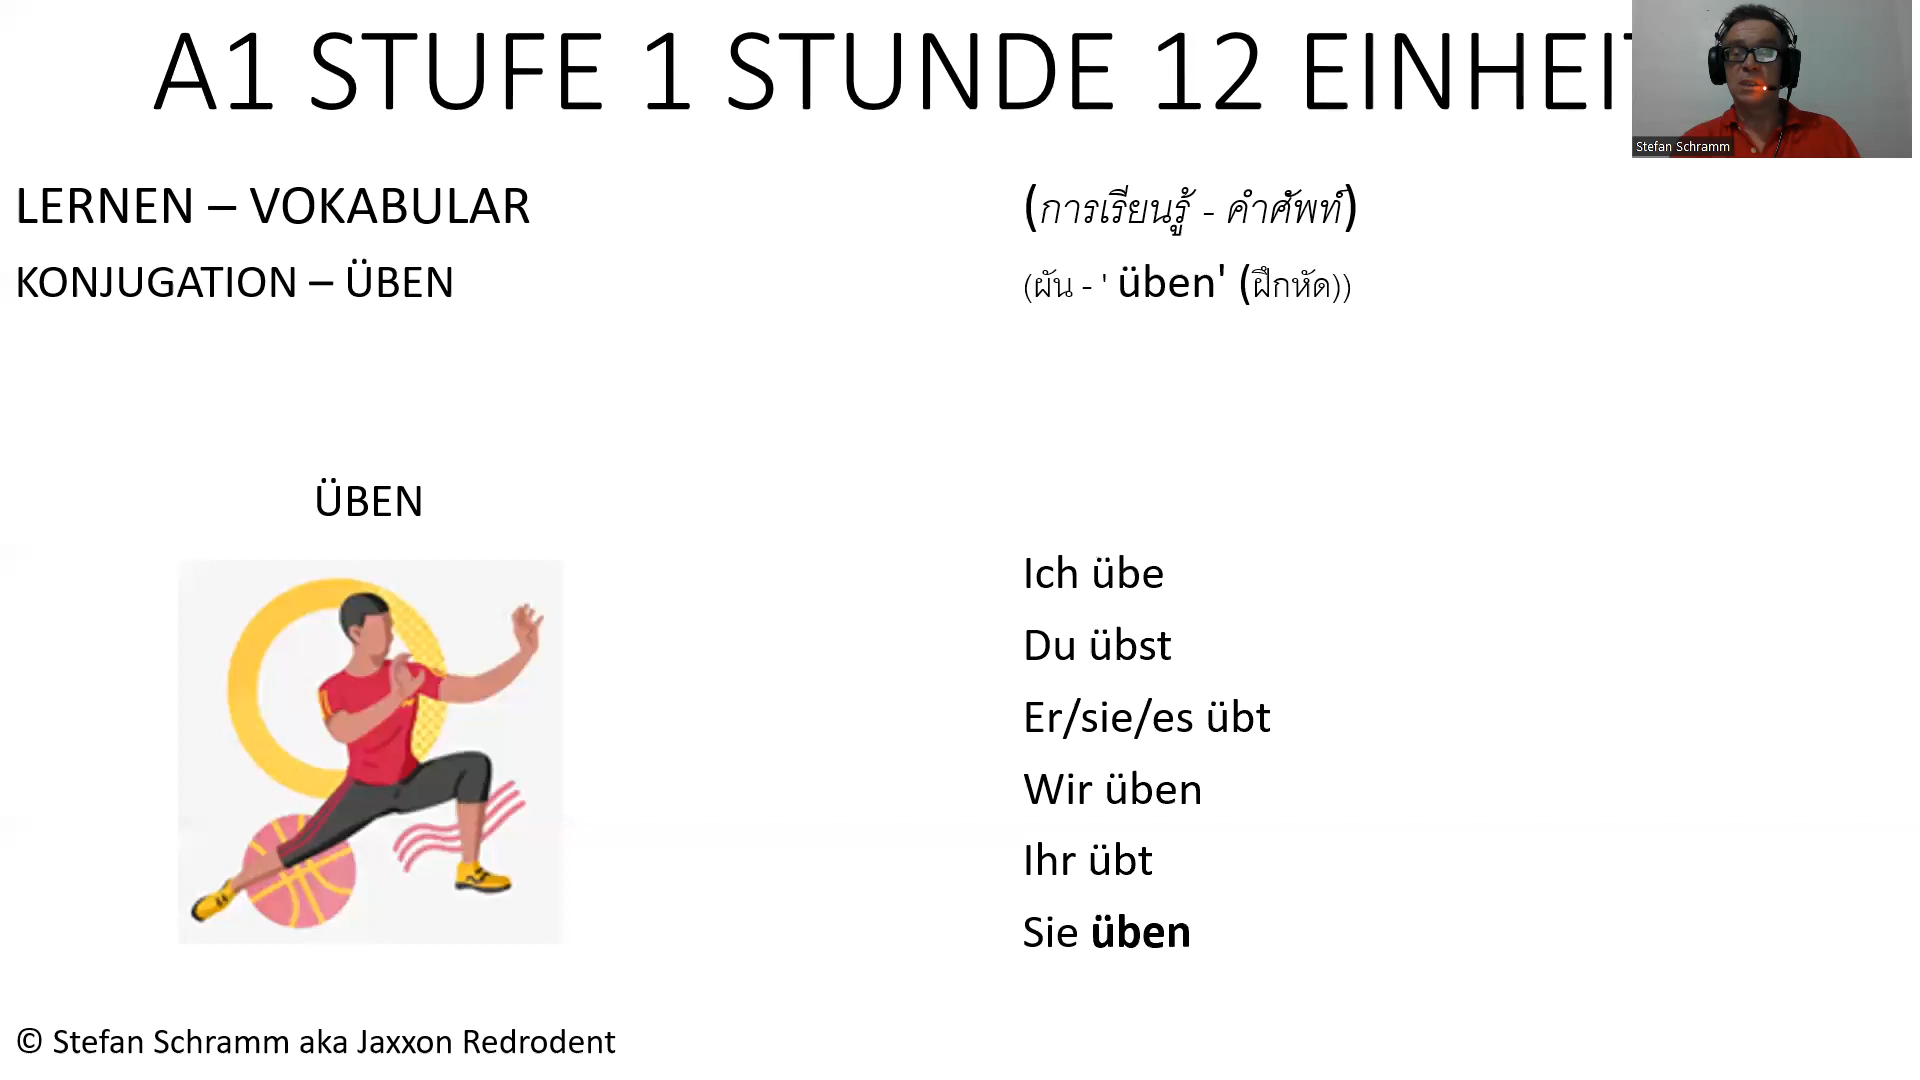 A1 STUFE 1 STUNDE 12 EINHEIT
Stefan Schramm
LERNEN – VOKABULAR
(การเรียนรู้ - คำศัพท์)
KONJUGATION – ÜBEN
(ผัน - ' üben' (ฝึกหัด))
ÜBEN
Ich übe
Du übst
Er/sie/es übt
Wir üben
Ihr übt
Sie üben
© Stefan Schramm aka Jaxxon Redrodent